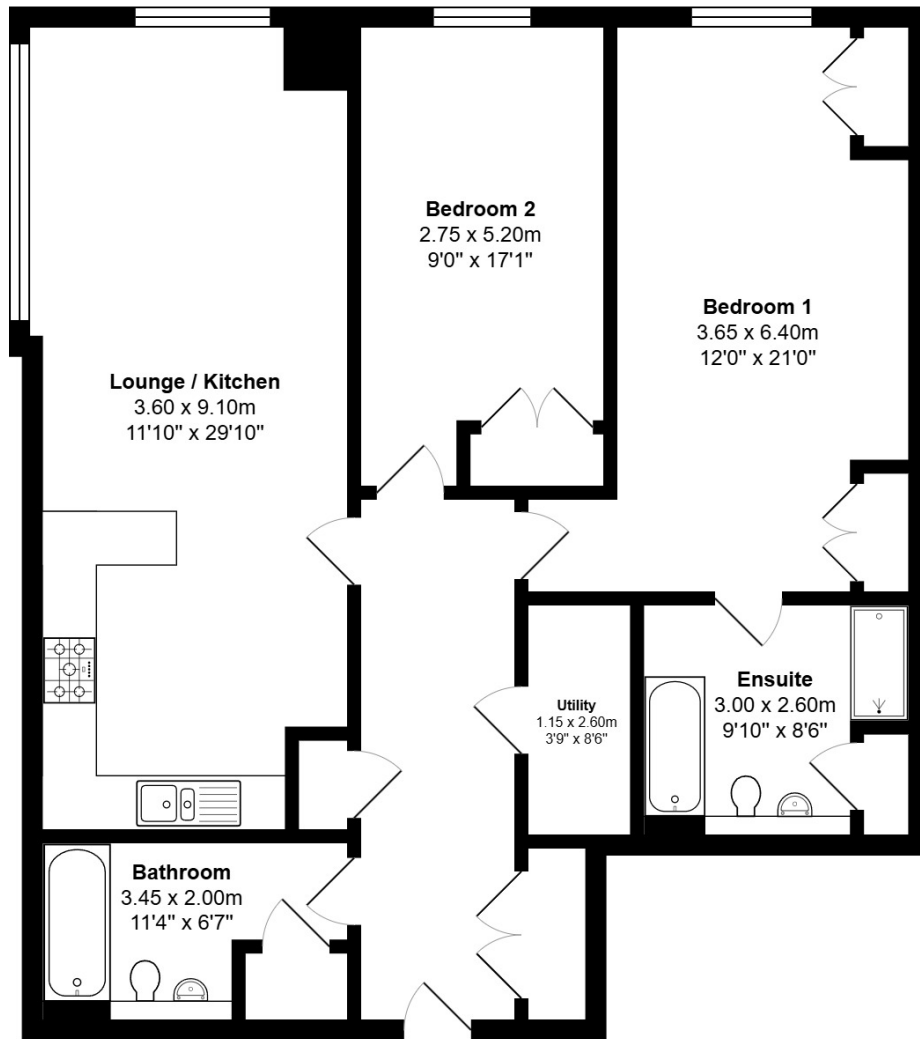 Bedroom 2
2.75 x 5.20m
9'0" x 17'1"
Bedroom 1
3.65 x 6.40m
12'0" x 21'0"
Lounge / Kitchen
3.60 x 9.10m
11'10" x 29'10"
Utility
1.15 x 2.60m
3'9" x 8'6"
Ensuite
3.00 x 2.60m
9'10" x 8'6"
Bathroom
3.45 x 2.00m
11'4" x 6'7"